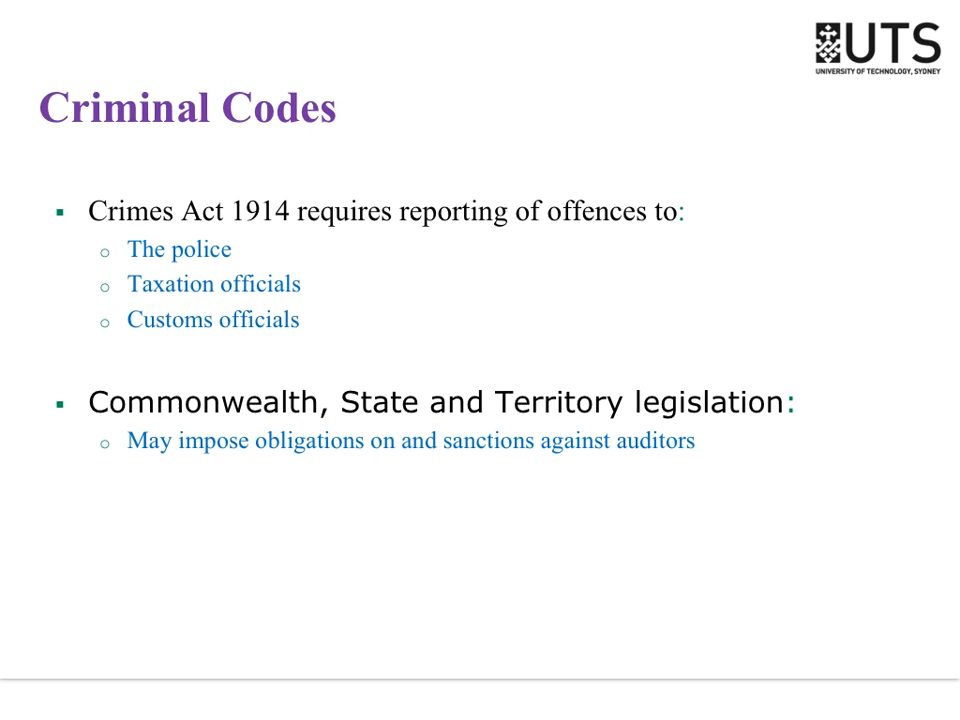 UTS
UNIVERSITY OF TECHNOLOGY, SYDNEY
Criminal Codes
▪ Crimes Act 1914 requires reporting of offences to:
o The police
o Taxation officials
o Customs officials
▪ Commonwealth, State and Territory legislation:
o May impose obligations on and sanctions against auditors